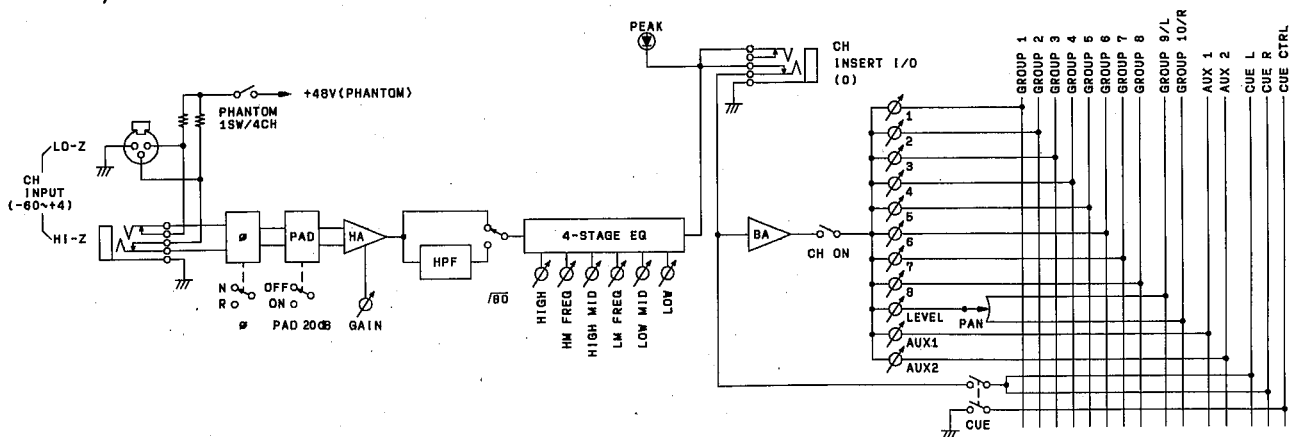 PEAK
CH
INSERT I/O
(0)
GROUP 1
GROUP 2
GROUP 3
GROUP 4
GROUP 5
GROUP 6
GROUP 7
GROUP 8
GROUP 9/L
GROUP 10/R
AUX 1
AUX 2
CUE L
CUE R
CUE CTRL
+48V(PHANTOM)
PHANTOM
1SW/4CH
LO-Z
CH
INPUT
(-60~+4)
HI-Z
ø
PAD
HA
HPF
4-STAGE EQ
BA
CH ON
1
2
3
4
5
6
7
8
LEVEL
PAN
AUX1
AUX2
CUE
N
R
ø
OFF
ON
PAD 20dB
GAIN
/80
HIGH
HM FREQ
HIGH MID
LM FREQ
LOW MID
LOW